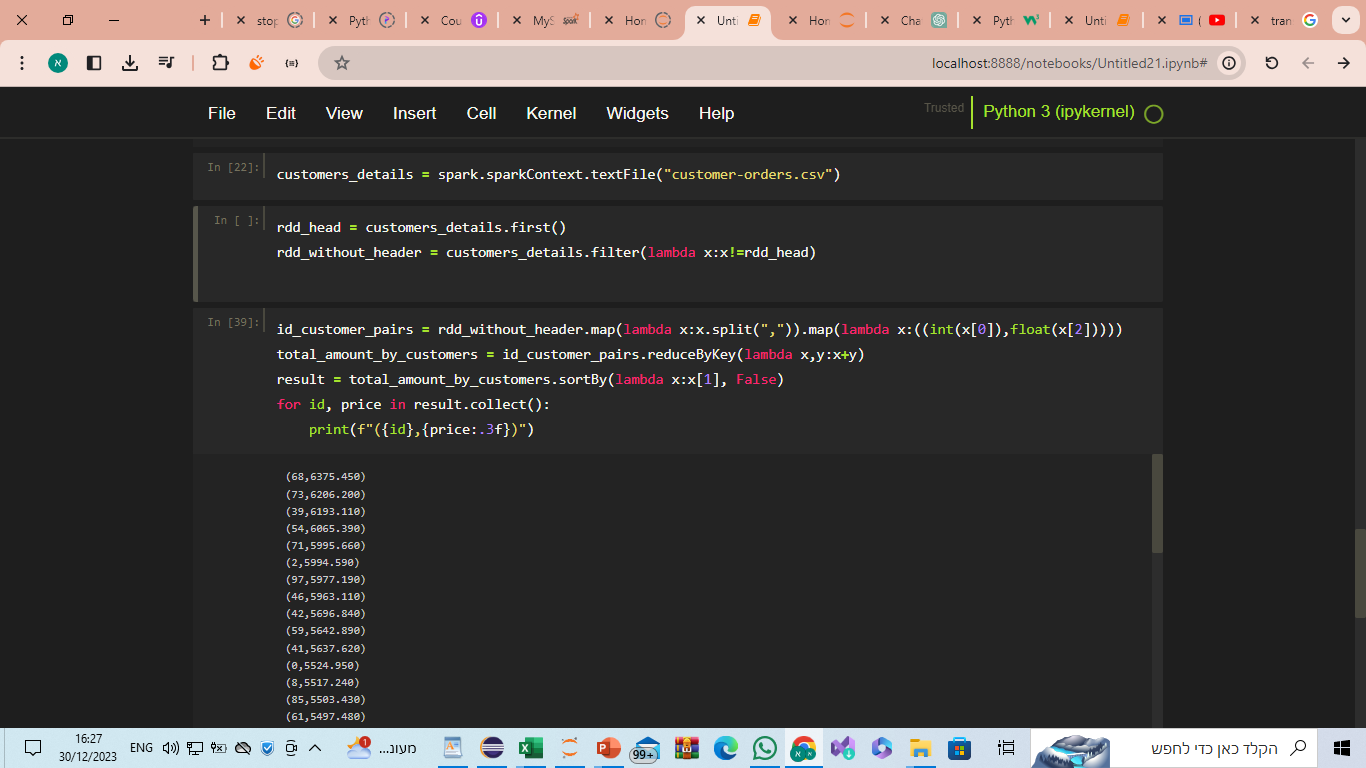 stop
Pyth
Cou
MyS
Hom
Unti
Hom
Cha
Pyth
Unti
(
tran
א
localhost:8888/notebooks/Untitled21.ipynb#
File Edit View Insert Cell Kernel Widgets Help
Trusted
Python 3 (ipykernel)
In [22]:
customers_details = spark.sparkContext.textFile("customer-orders.csv")
In [ ]:
rdd_head = customers_details.first()
rdd_without_header = customers_details.filter(lambda x:x!=rdd_head)
In [39]:
id_customer_pairs = rdd_without_header.map(lambda x:x.split(",")).map(lambda x:((int(x[0]),float(x[2]))))
total_amount_by_customers = id_customer_pairs.reduceByKey(lambda x,y:x+y)
result = total_amount_by_customers.sortBy(lambda x:x[1], False)
for id, price in result.collect():
    print(f"({id},{price:.3f})")
(68,6375.450)
(73,6206.200)
(39,6193.110)
(54,6065.390)
(71,5995.660)
(2,5994.590)
(97,5977.190)
(46,5963.110)
(42,5696.840)
(59,5642.890)
(41,5637.620)
(0,5524.950)
(8,5517.240)
(85,5503.430)
(61,5497.480)
16:27
30/12/2023
ENG
1
מעונ...
99+
הקלד כאן כדי לחפש